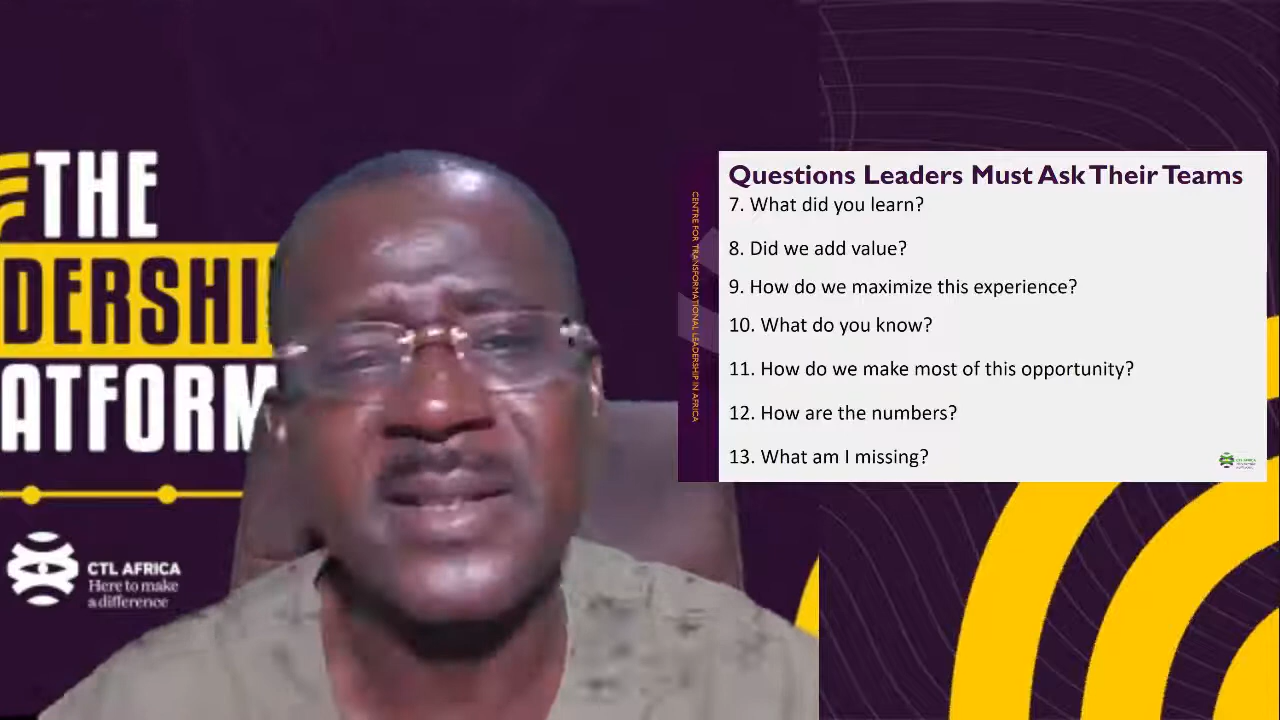 THE
DERSHI
ATFORM
CTL AFRICA
Here to make
a difference
CENTRE FOR TRANSFORMATIONAL LEADERSHIP IN AFRICA
Questions Leaders Must Ask Their Teams
7. What did you learn?
8. Did we add value?
9. How do we maximize this experience?
10. What do you know?
11. How do we make most of this opportunity?
12. How are the numbers?
13. What am I missing?
CTL AFRICA